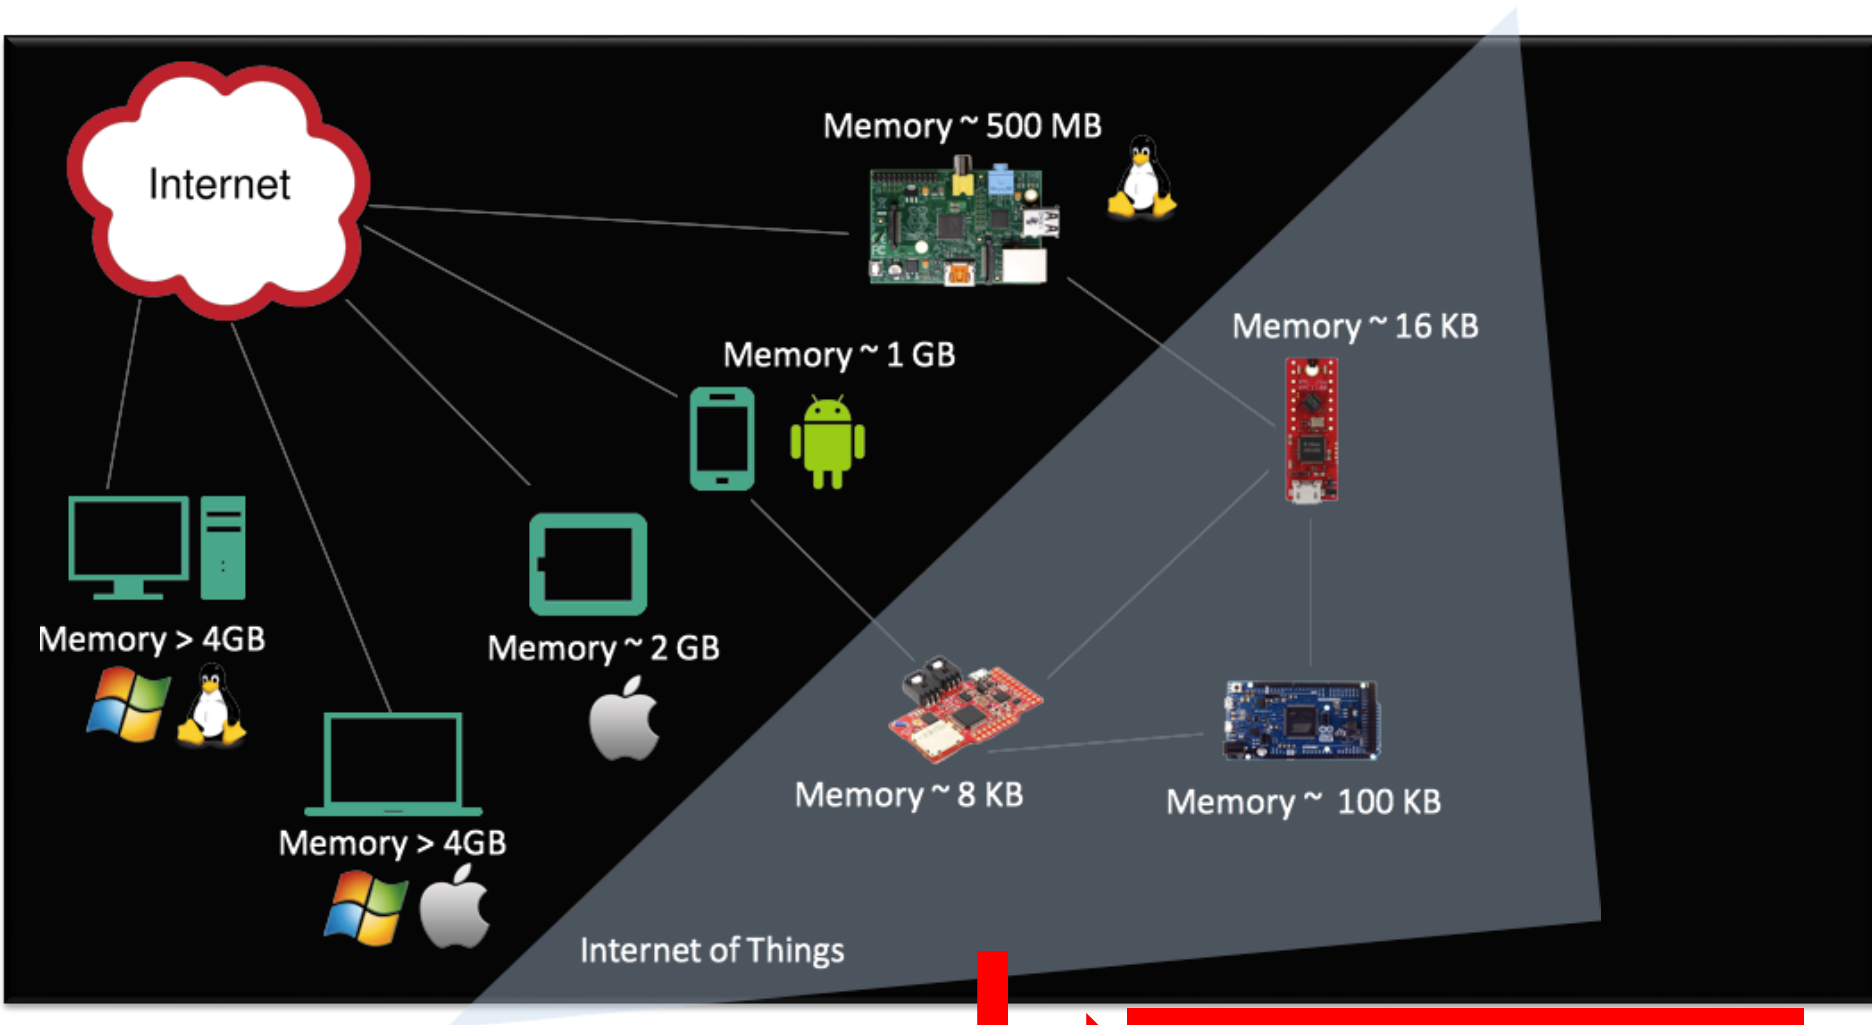 Internet
Memory ~ 500 MB
Memory ~ 16 KB
Memory ~ 1 GB
Memory > 4GB
Memory ~ 2 GB
Memory ~ 8 KB
Memory ~ 100 KB
Memory > 4GB
Internet of Things